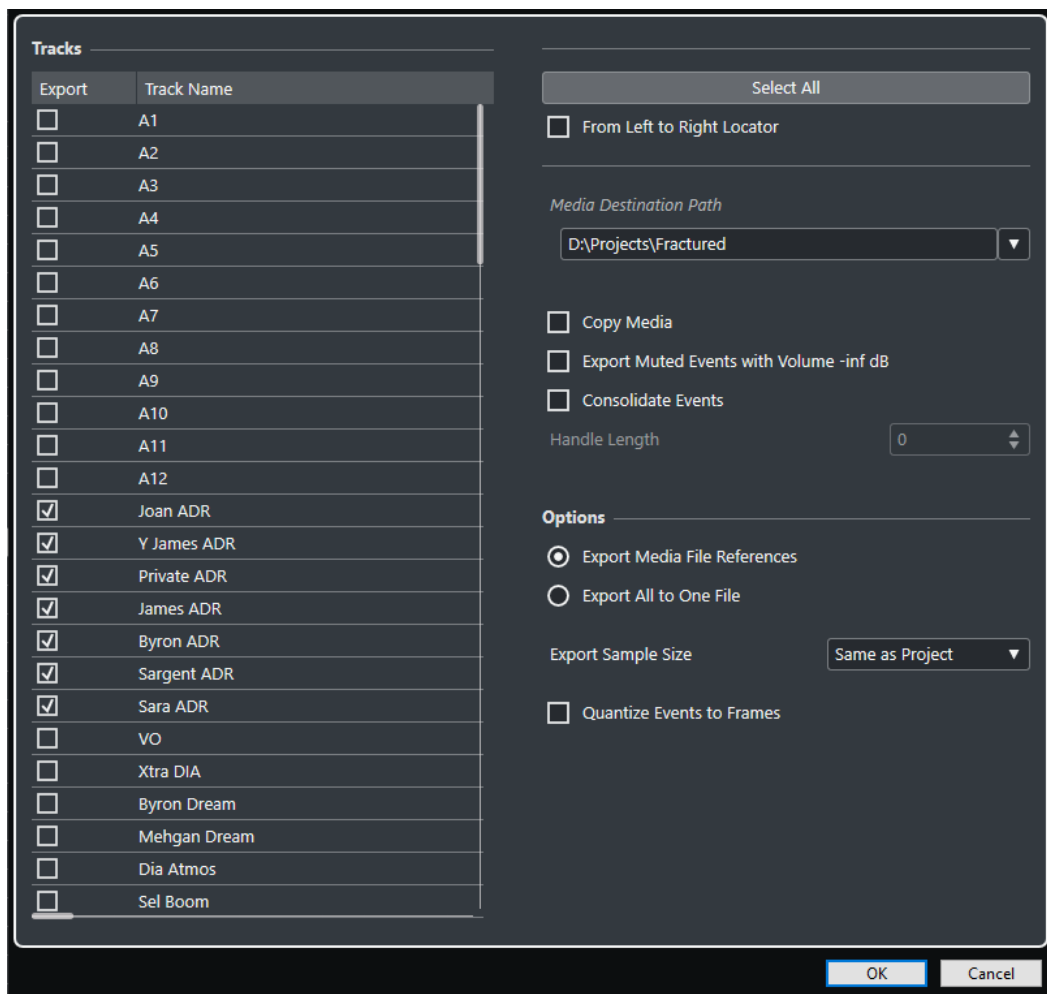 Tracks
Export Track Name
A1
A2
A3
A4
A5
A6
A7
A8
A9
A10
A11
A12
Joan ADR
Y James ADR
Private ADR
James ADR
Byron ADR
Sargent ADR
Sara ADR
VO
Xtra DIA
Byron Dream
Mehgan Dream
Dia Atmos
Sel Boom
Select All
From Left to Right Locator
Media Destination Path
D:\Projects\Fractured
Copy Media
Export Muted Events with Volume -inf dB
Consolidate Events
Handle Length 0
Options
Export Media File References
Export All to One File
Export Sample Size Same as Project
Quantize Events to Frames
OK Cancel